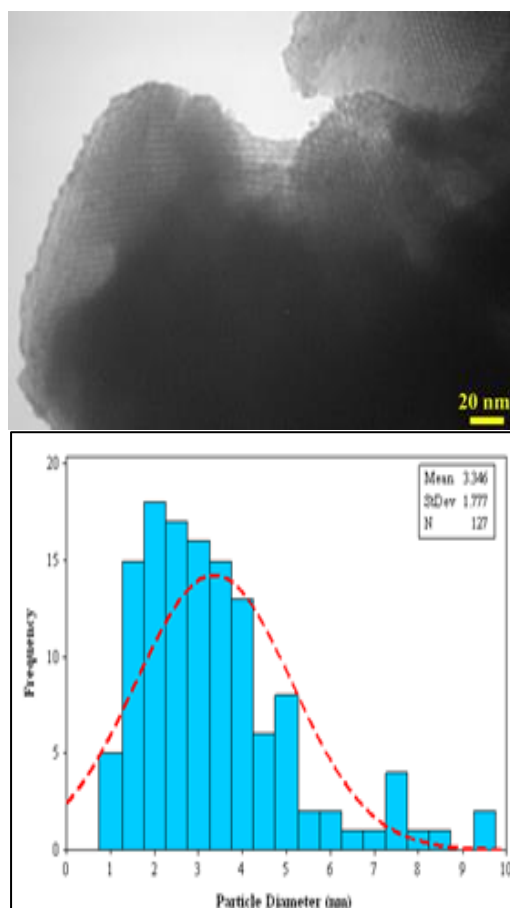 20 nm
20
Mean 3.346
StDev 1.777
N 127
15
10
5
0
Frequency
0 1 2 3 4 5 6 7 8 9 10
Particle Diameter (nm)